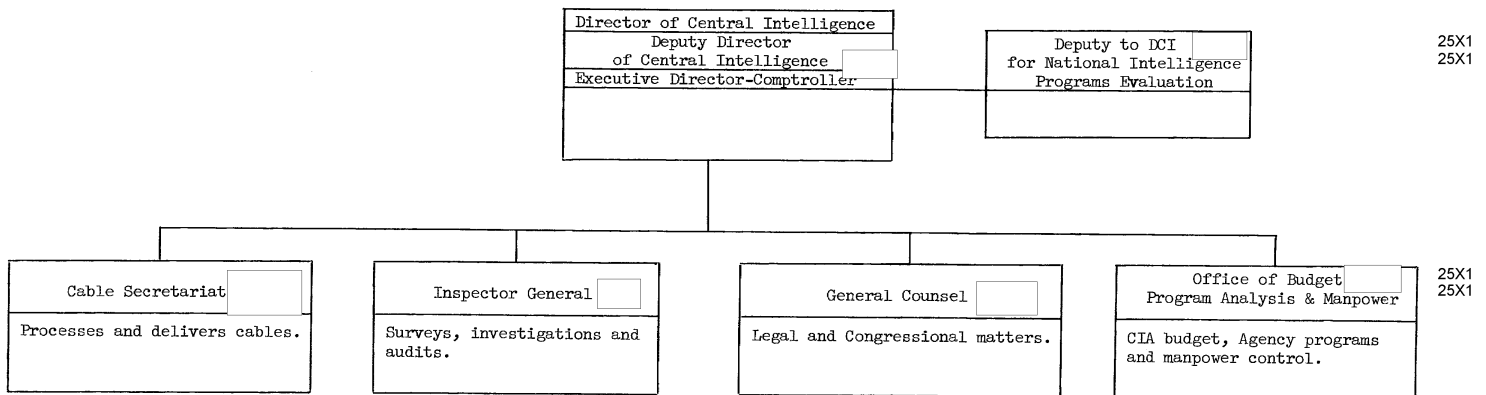 Director of Central Intelligence
Deputy Director
of Central Intelligence
Executive Director-Comptroller
Deputy to DCI
for National Intelligence
Programs Evaluation
25X1
25X1
Cable Secretariat
Processes and delivers cables.
Inspector General
Surveys, investigations and
audits.
General Counsel
Legal and Congressional matters.
Office of Budget
Program Analysis & Manpower
CIA budget, Agency programs
and manpower control.
25X1
25X1